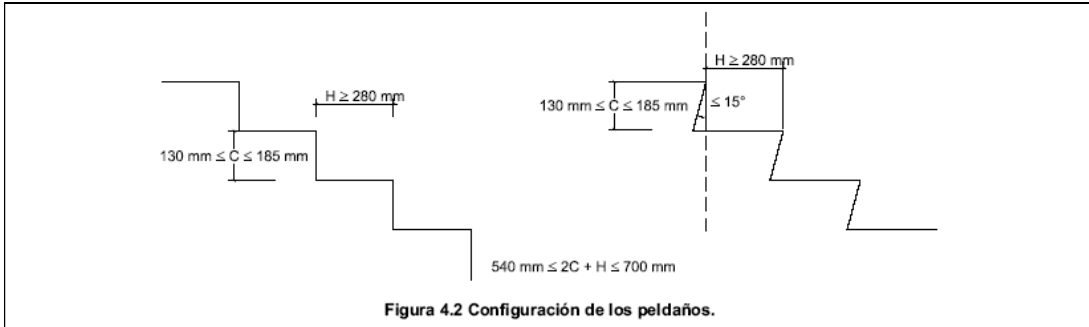 H ≥ 280 mm
130 mm ≤ C ≤ 185 mm
H ≥ 280 mm
130 mm ≤ C ≤ 185 mm
≤ 15°
540 mm ≤ 2C + H ≤ 700 mm
Figura 4.2 Configuración de los peldaños.